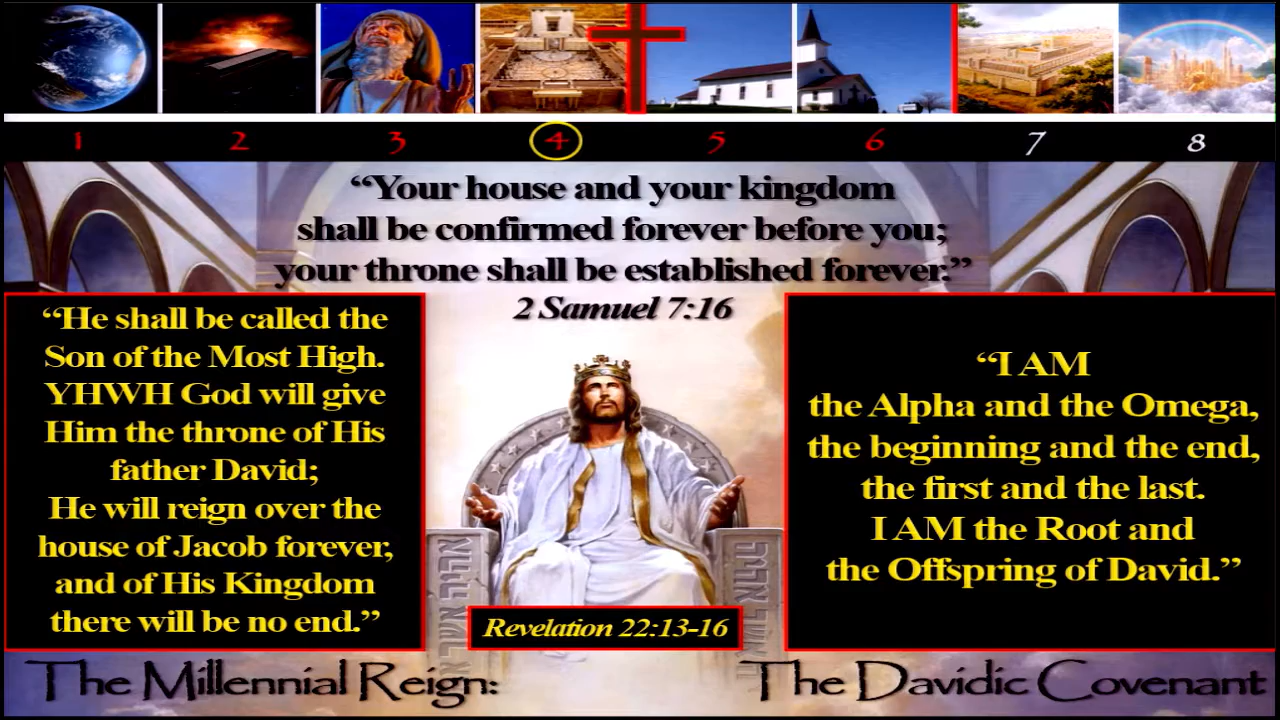 1 2 3 4 5 6 7 8
“Your house and your kingdom
shall be confirmed forever before you;
your throne shall be established forever.”
2 Samuel 7:16
“He shall be called the
Son of the Most High.
YHWH God will give
Him the throne of His
father David;
He will reign over the
house of Jacob forever,
and of His Kingdom
there will be no end.”
“I AM
the Alpha and the Omega,
the beginning and the end,
the first and the last.
I AM the Root and
the Offspring of David.”
Revelation 22:13-16
The Millennial Reign: The Davidic Covenant